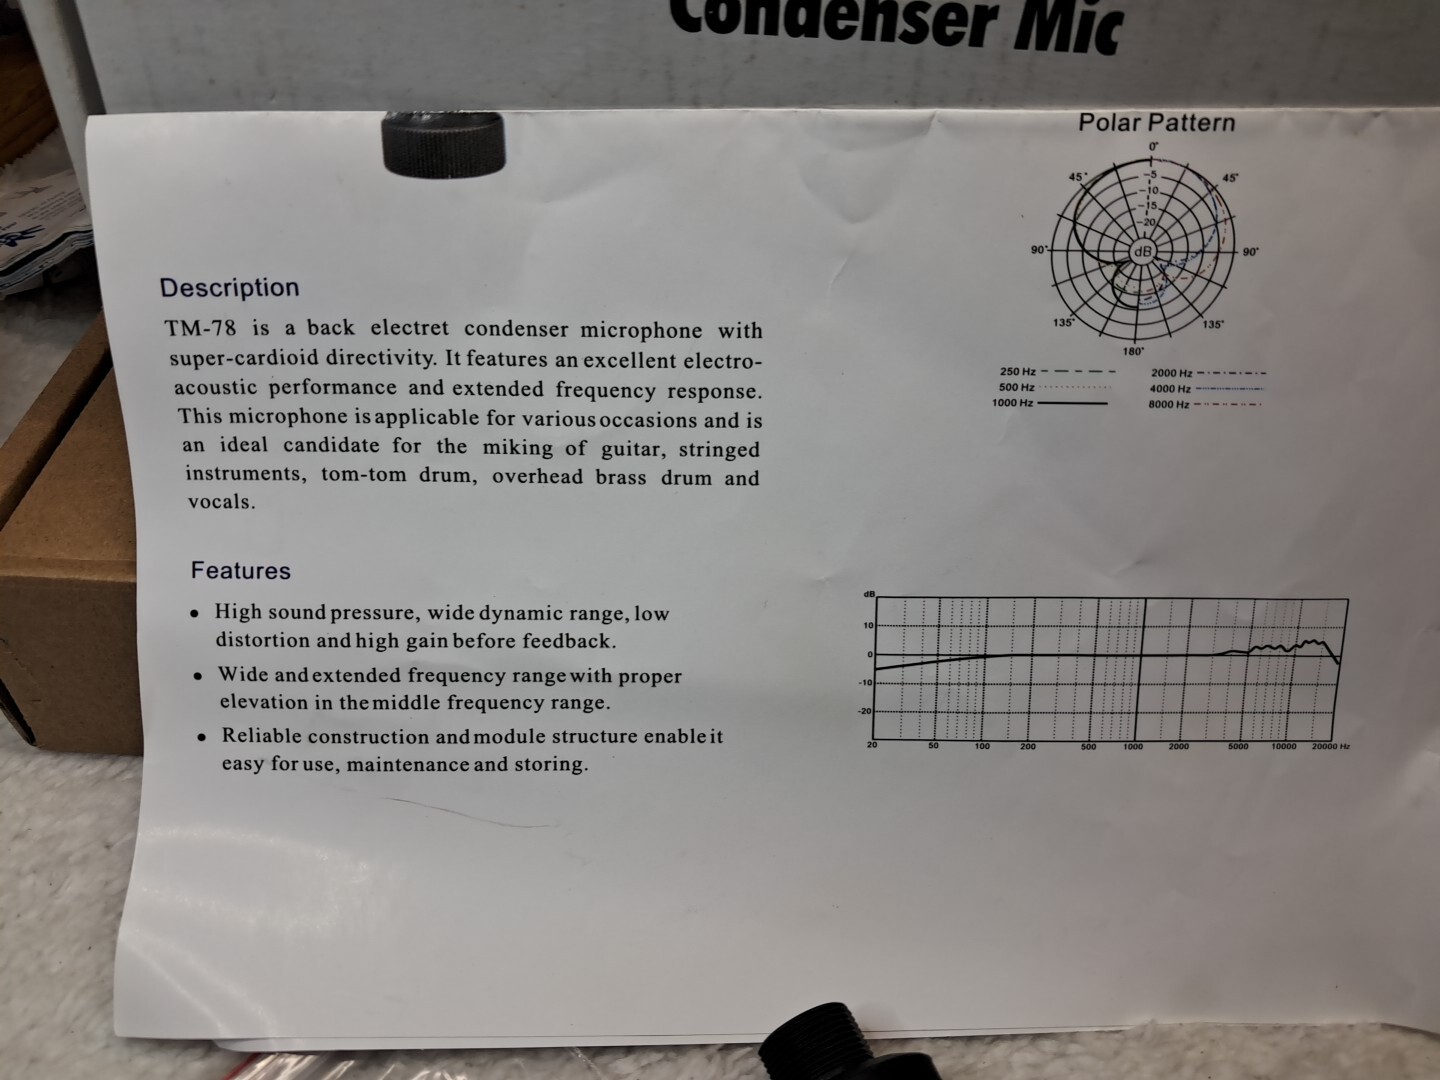 Condenser Mic
Polar Pattern
0°
45° 45°
-5
-10
-15
-20
90° dB 90°
135° 135°
180°
250 Hz 2000 Hz
500 Hz 4000 Hz
1000 Hz 8000 Hz
Description
TM-78 is a back electret condenser microphone with
super-cardioid directivity. It features an excellent electro-
acoustic performance and extended frequency response.
This microphone is applicable for various occasions and is
an ideal candidate for the miking of guitar, stringed
instruments, tom-tom drum, overhead brass drum and
vocals.
Features
• High sound pressure, wide dynamic range, low
distortion and high gain before feedback.
• Wide and extended frequency range with proper
elevation in the middle frequency range.
• Reliable construction and module structure enable it
easy for use, maintenance and storing.
dB
10
0
-10
-20
20 50 100 200 500 1000 2000 5000 10000 20000 Hz